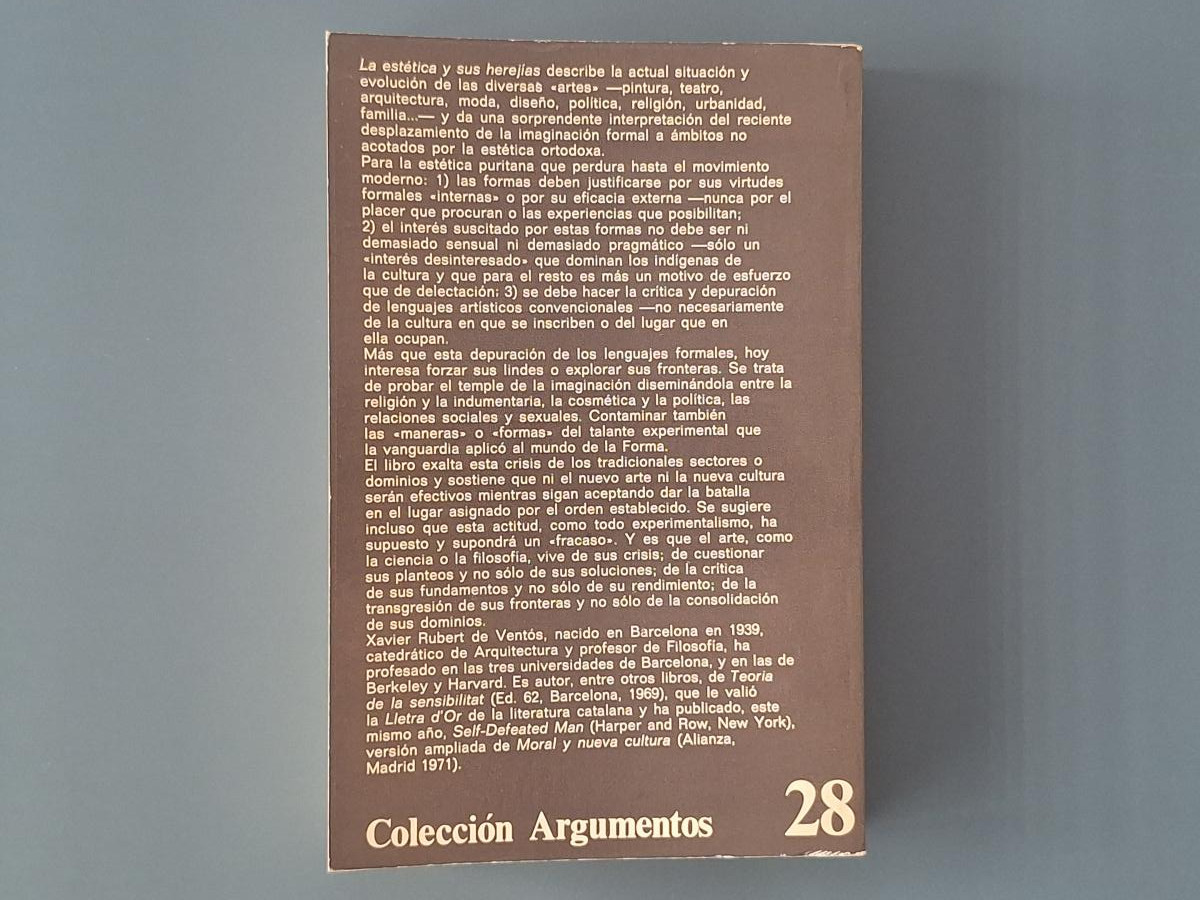 La estética y sus herejías describe la actual situación y
evolución de las diversas «artes» —pintura, teatro,
arquitectura, moda, diseño, política, religión, urbanidad,
familia...— y da una sorprendente interpretación del reciente
desplazamiento de la imaginación formal a ámbitos no
acotados por la estética ortodoxa.
Para la estética puritana que perdura hasta el movimiento
moderno: 1) las formas deben justificarse por sus virtudes
formales «internas» o por su eficacia externa —nunca por el
placer que procuran o las experiencias que posibilitan;
2) el interés suscitado por estas formas no debe ser ni
demasiado sensual ni demasiado pragmático —sólo un
«interés desinteresado» que dominan los indígenas de
la cultura y que para el resto es más un motivo de esfuerzo
que de delectación; 3) se debe hacer la crítica y depuración
de lenguajes artísticos convencionales —no necesariamente
de la cultura en que se inscriben o del lugar que en
ella ocupan.
Más que esta depuración de los lenguajes formales, hoy
interesa forzar sus lindes o explorar sus fronteras. Se trata
de probar el temple de la imaginación diseminándola entre la
religión y la indumentaria, la cosmética y la política, las
relaciones sociales y sexuales. Contaminar también
las «maneras» o «formas» del talante experimental que
la vanguardia aplicó al mundo de la Forma.
El libro exalta esta crisis de los tradicionales sectores o
dominios y sostiene que ni el nuevo arte ni la nueva cultura
serán efectivos mientras sigan aceptando dar la batalla
en el lugar asignado por el orden establecido. Se sugiere
incluso que esta actitud, como todo experimentalismo, ha
supuesto y supondrá un «fracaso». Y es que el arte, como
la ciencia o la filosofía, vive de sus crisis; de cuestionar
sus planteos y no sólo de sus soluciones; de la crítica
de sus fundamentos y no sólo de su rendimiento; de la
transgresión de sus fronteras y no sólo de la consolidación
de sus dominios.
Xavier Rubert de Ventós, nacido en Barcelona en 1939,
catedrático de Arquitectura y profesor de Filosofía, ha
profesado en las tres universidades de Barcelona, y en las de
Berkeley y Harvard. Es autor, entre otros libros, de Teoria
de la sensibilitat (Ed. 62, Barcelona, 1969), que le valió
la Lletra d'Or de la literatura catalana y ha publicado, este
mismo año, Self-Defeated Man (Harper and Row, New York),
versión ampliada de Moral y nueva cultura (Alianza,
Madrid 1971).
Colección Argumentos 28